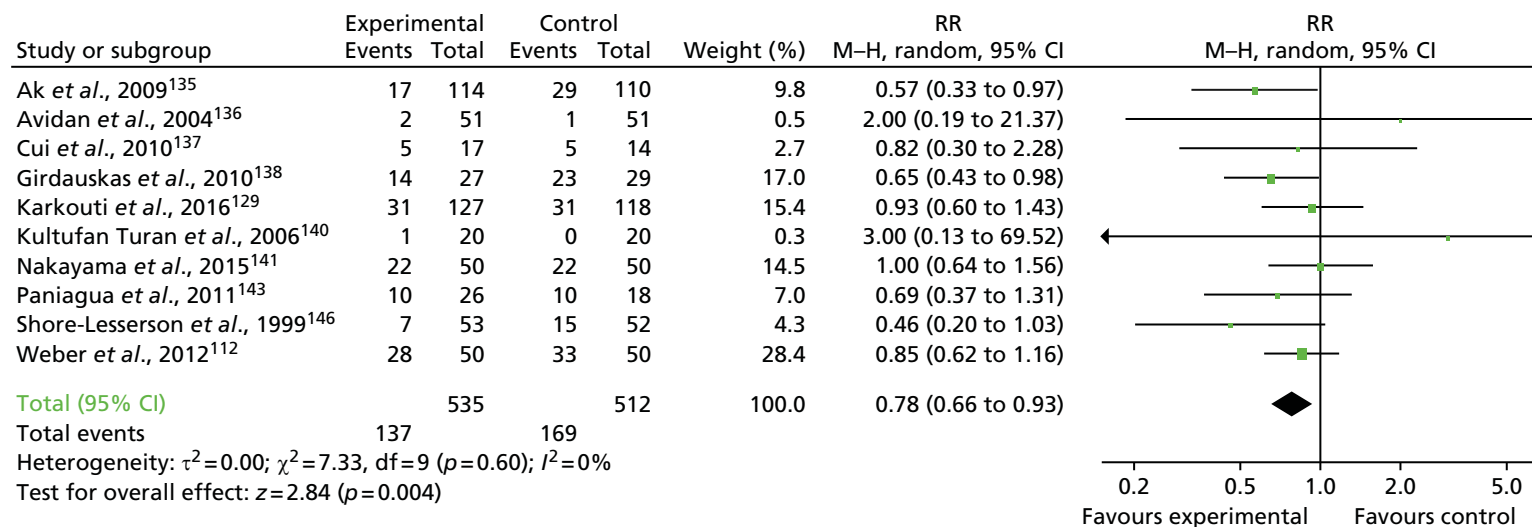 Experimental Control RR RR
Study or subgroup Events Total Events Total Weight (%) M–H, random, 95% CI M–H, random, 95% CI
Ak et al., 2009¹³⁵ 17 114 29 110 9.8 0.57 (0.33 to 0.97)
Avidan et al., 2004¹³⁶ 2 51 1 51 0.5 2.00 (0.19 to 21.37)
Cui et al., 2010¹³⁷ 5 17 5 14 2.7 0.82 (0.30 to 2.28)
Girdauskas et al., 2010¹³⁸ 14 27 23 29 17.0 0.65 (0.43 to 0.98)
Karkouti et al., 2016¹²⁹ 31 127 31 118 15.4 0.93 (0.60 to 1.43)
Kultufan Turan et al., 2006¹⁴⁰ 1 20 0 20 0.3 3.00 (0.13 to 69.52)
Nakayama et al., 2015¹⁴¹ 22 50 22 50 14.5 1.00 (0.64 to 1.56)
Paniagua et al., 2011¹⁴³ 10 26 10 18 7.0 0.69 (0.37 to 1.31)
Shore-Lesserson et al., 1999¹⁴⁶ 7 53 15 52 4.3 0.46 (0.20 to 1.03)
Weber et al., 2012¹¹² 28 50 33 50 28.4 0.85 (0.62 to 1.16)
Total (95% CI) 535 512 100.0 0.78 (0.66 to 0.93)
Total events 137 169
Heterogeneity: τ²=0.00; χ²=7.33, df=9 (p=0.60); I²=0%
Test for overall effect: z=2.84 (p=0.004)
0.2 0.5 1.0 2.0 5.0
Favours experimental Favours control